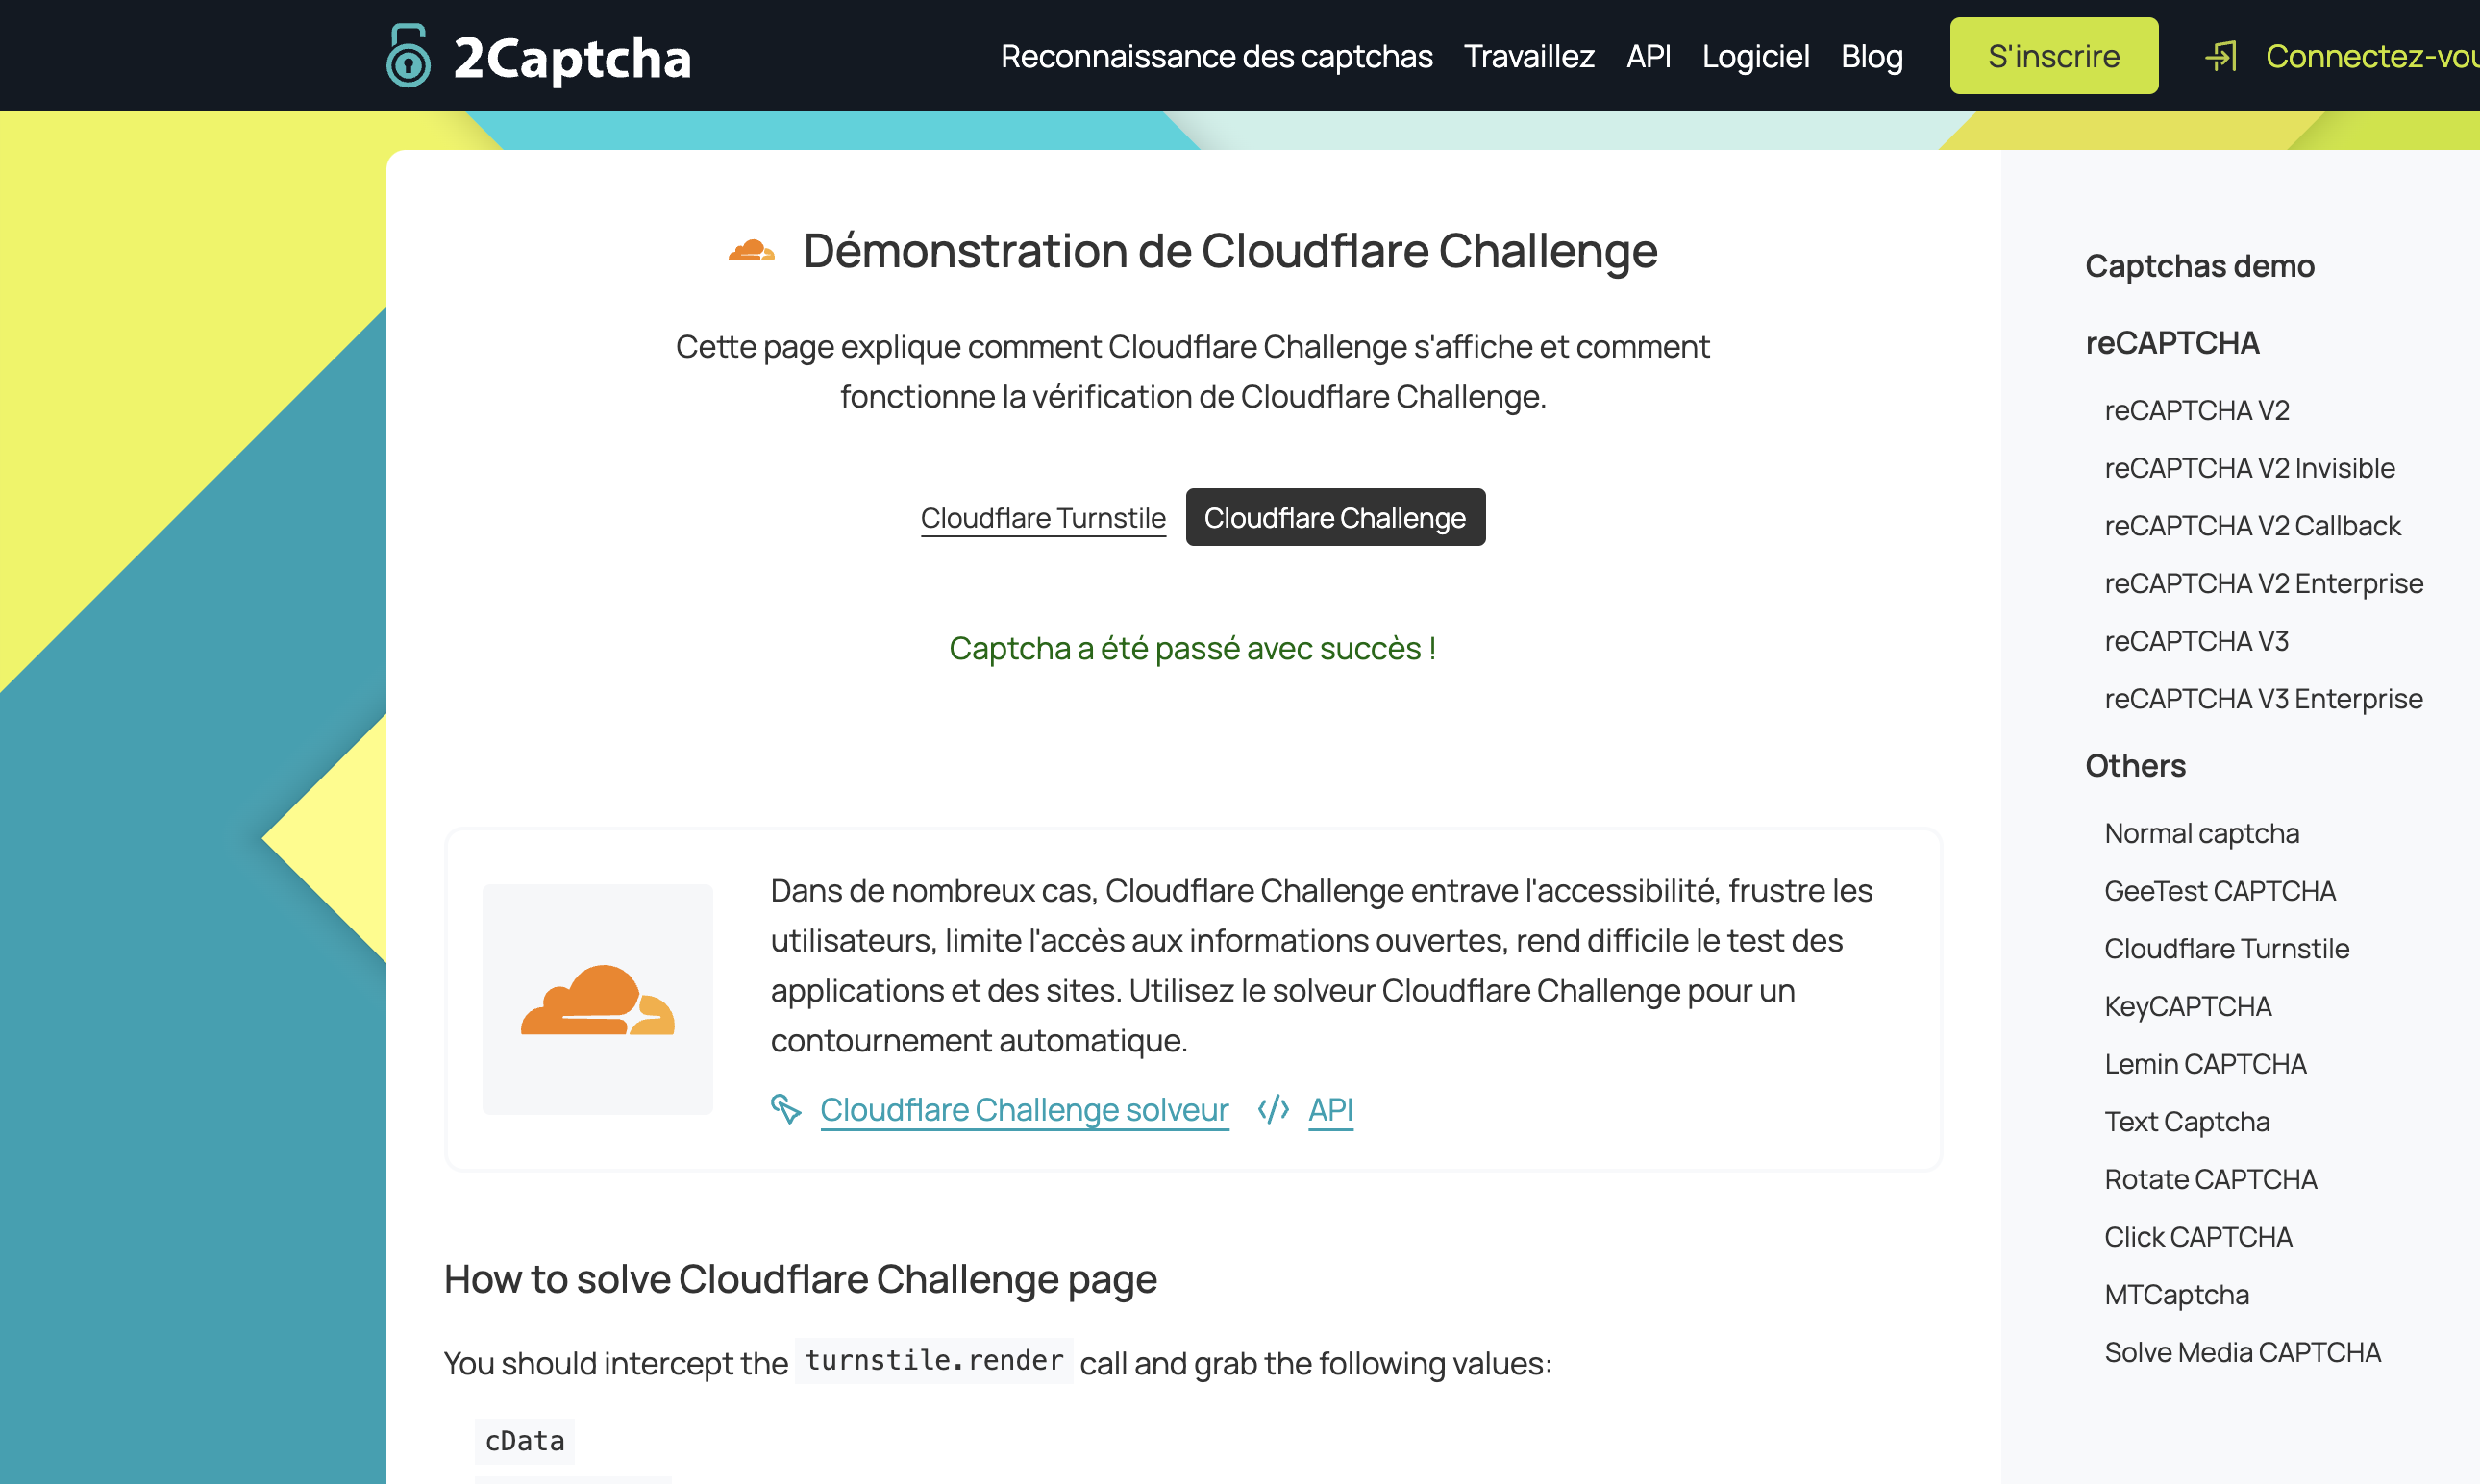 2Captcha
Reconnaissance des captchas
Travaillez
API
Logiciel
Blog
S'inscrire
Démonstration de Cloudflare Challenge
Cette page explique comment Cloudflare Challenge s'affiche et comment
fonctionne la vérification de Cloudflare Challenge.
Cloudflare Turnstile
Cloudflare Challenge
Captcha a été passé avec succès !
Dans de nombreux cas, Cloudflare Challenge entrave l'accessibilité, frustre les
utilisateurs, limite l'accès aux informations ouvertes, rend difficile le test des
applications et des sites. Utilisez le solveur Cloudflare Challenge pour un
contournement automatique.
Cloudflare Challenge solveur
API
How to solve Cloudflare Challenge page
You should intercept the turnstile.render call and grab the following values:
cData
Captchas demo
reCAPTCHA
reCAPTCHA V2
reCAPTCHA V2 Invisible
reCAPTCHA V2 Callback
reCAPTCHA V2 Enterprise
reCAPTCHA V3
reCAPTCHA V3 Enterprise
Others
Normal captcha
GeeTest CAPTCHA
Cloudflare Turnstile
KeyCAPTCHA
Lemin CAPTCHA
Text Captcha
Rotate CAPTCHA
Click CAPTCHA
MTCaptcha
Solve Media CAPTCHA